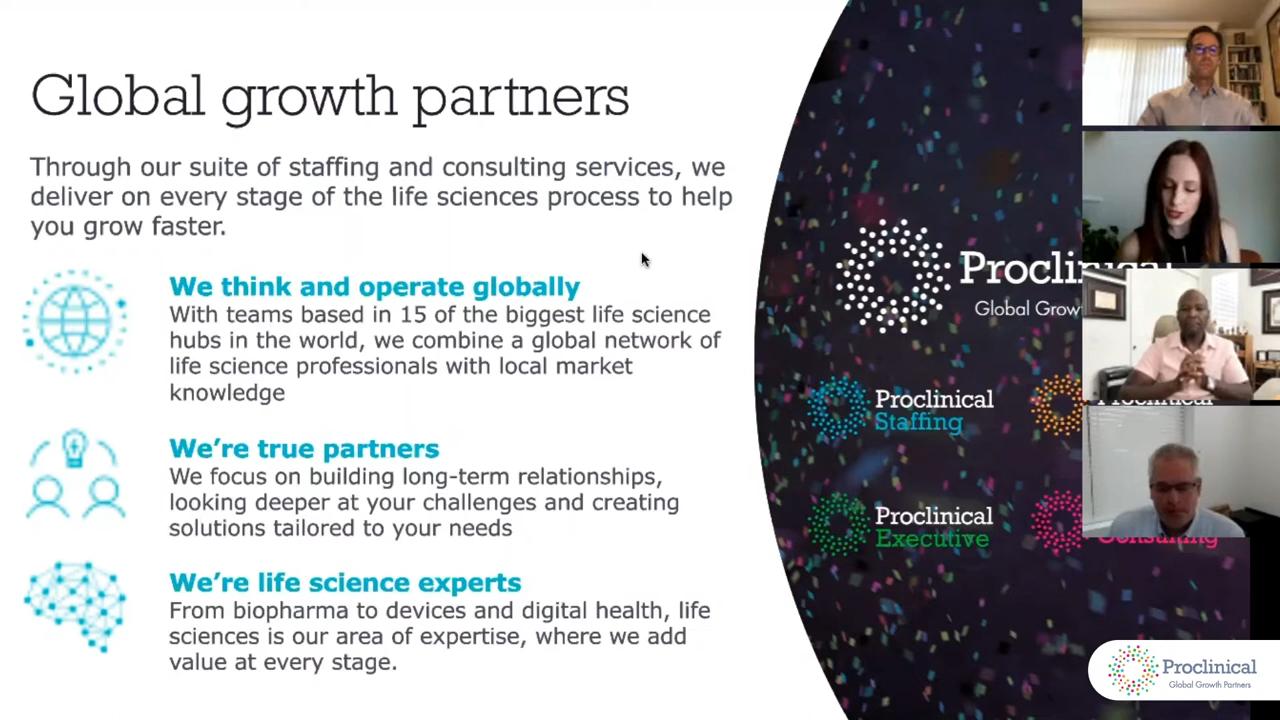 Global growth partners
Through our suite of staffing and consulting services, we
deliver on every stage of the life sciences process to help
you grow faster.
We think and operate globally
With teams based in 15 of the biggest life science
hubs in the world, we combine a global network of
life science professionals with local market
knowledge
We’re true partners
We focus on building long-term relationships,
looking deeper at your challenges and creating
solutions tailored to your needs
We’re life science experts
From biopharma to devices and digital health, life
sciences is our area of expertise, where we add
value at every stage.
Proclinical
Global
Proclinical
Staffing
Proclinical
Executive
Proclinical
Consulting
Proclinical
Global Growth Partners